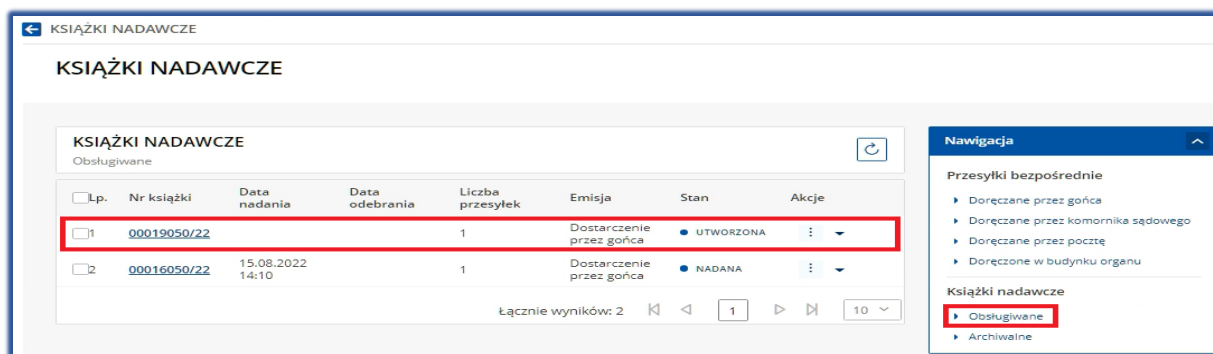 KSIĄŻKI NADAWCZE
KSIĄŻKI NADAWCZE
KSIĄŻKI NADAWCZE
Obsługiwane
Lp. Nr książki Data nadania Data odebrania Liczba przesyłek Emisja Stan Akcje
1 00019050/22 1 Dostarczenie przez gońca UTWORZONA
2 00016050/22 15.08.2022 14:10 1 Dostarczenie przez gońca NADANA
Łącznie wyników: 2 1 10
Nawigacja
Przesyłki bezpośrednie
Doręczane przez gońca
Doręczane przez komornika sądowego
Doręczane przez pocztę
Doręczone w budynku organu
Książki nadawcze
Obsługiwane
Archiwalne